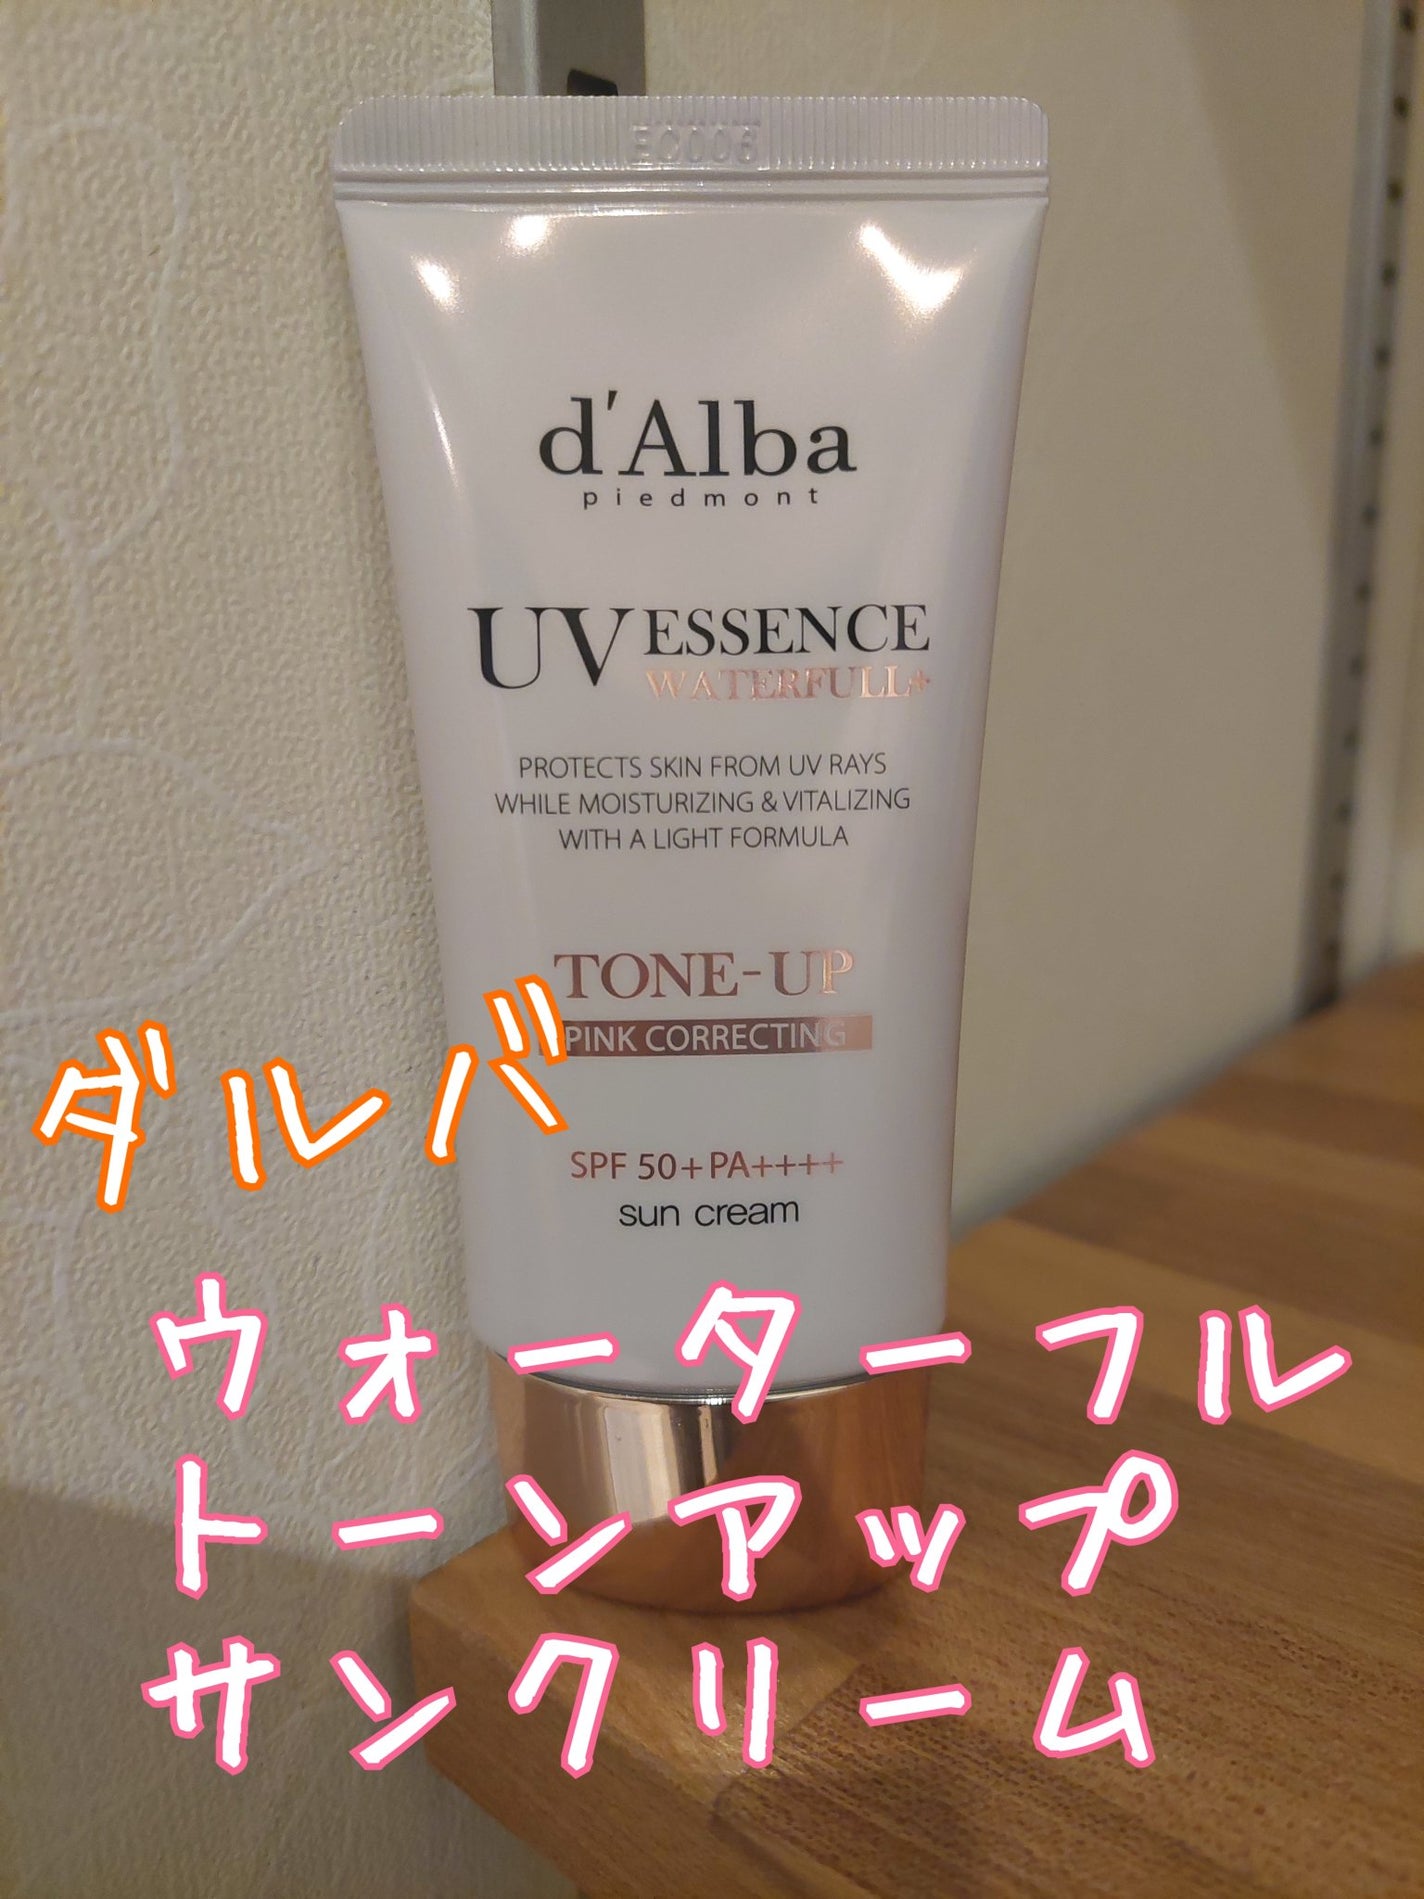 EO006
d'Alba
piedmont
UV ESSENCE
WATERFULL+
PROTECTS SKIN FROM UV RAYS
WHILE MOISTURIZING & VITALIZING
WITH A LIGHT FORMULA
TONE-UP
PINK CORRECTING
SPF 50+ PA++++
sun cream
ダルバ
ウォーターフル
トーンアップ
サンクリーム